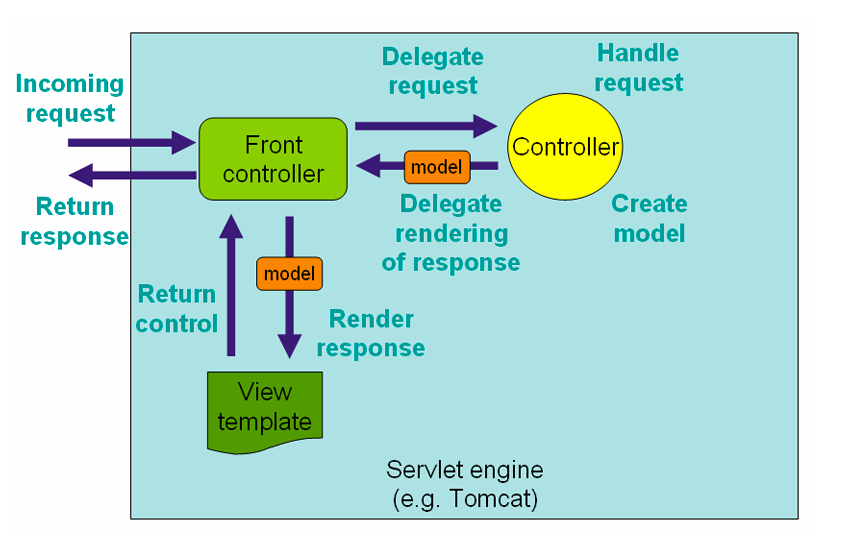 Incoming
request
Return
response
Front
controller
Delegate
request
Handle
request
Controller
model
Delegate
rendering
of response
Create
model
model
Return
control
Render
response
View
template
Servlet engine
(e.g. Tomcat)